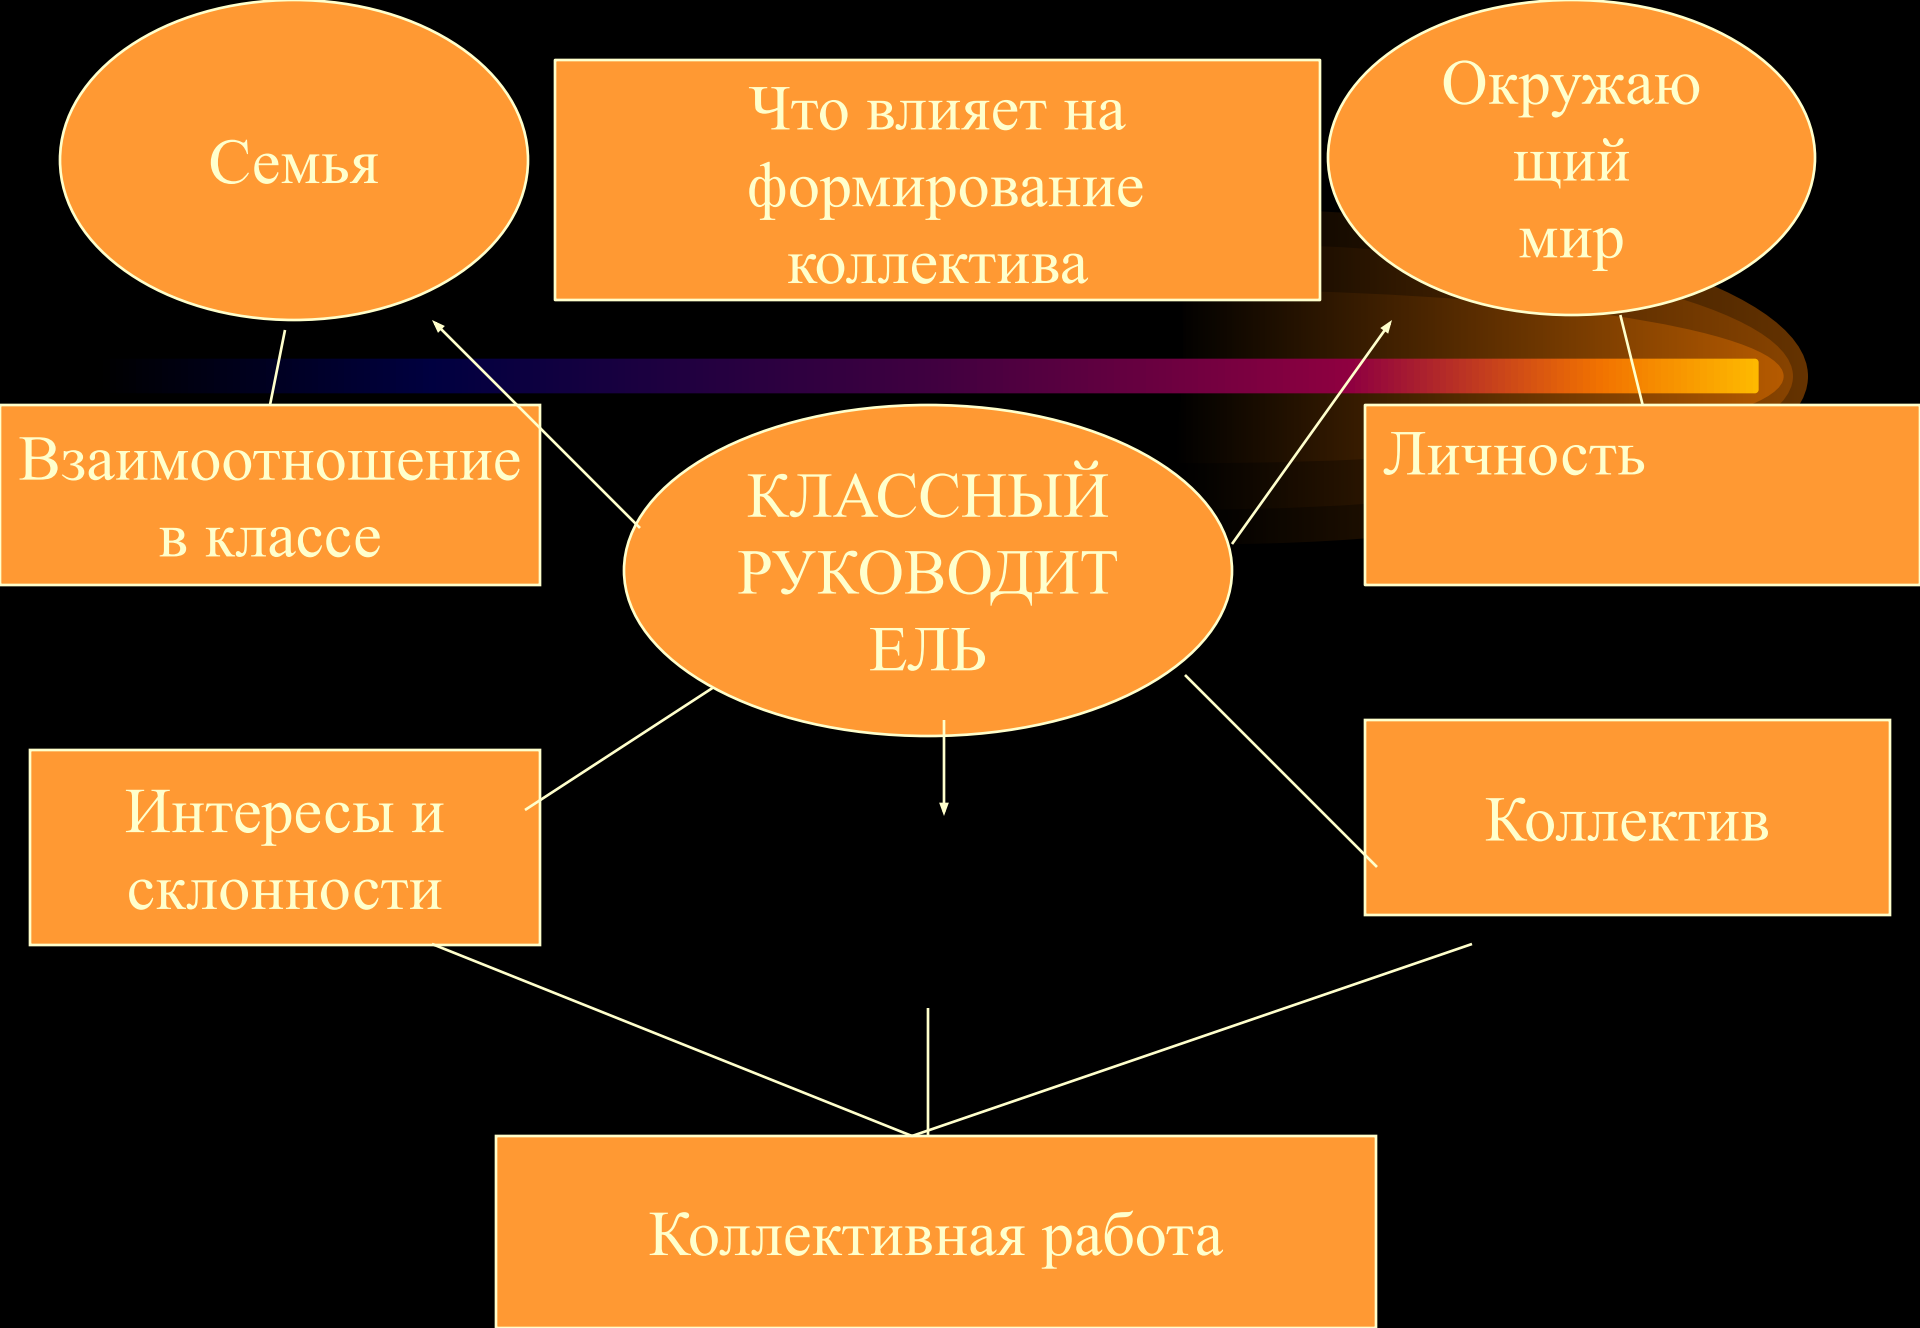 Семья
Что влияет на
формирование
коллектива
Окружаю
щий
мир
Взаимоотношение
в классе
КЛАССНЫЙ
РУКОВОДИТ
ЕЛЬ
Личность
Интересы и
склонности
Коллектив
Коллективная работа